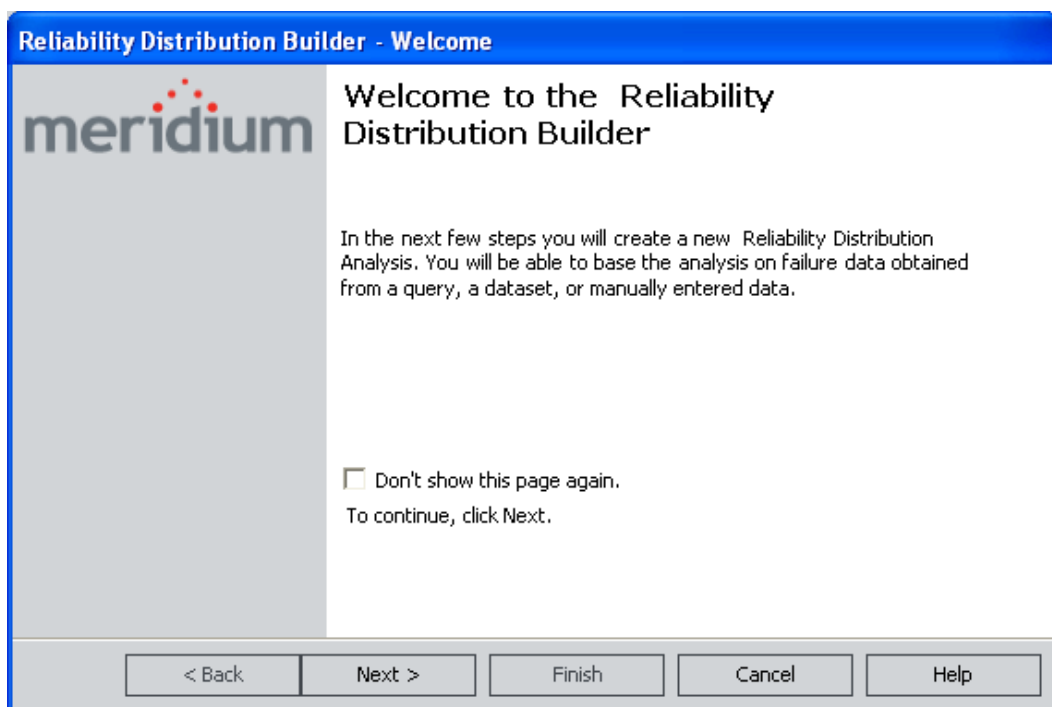 Reliability Distribution Builder - Welcome
meridium
Welcome to the  Reliability
Distribution Builder
In the next few steps you will create a new  Reliability Distribution
Analysis. You will be able to base the analysis on failure data obtained
from a query, a dataset, or manually entered data.
Don't show this page again.
To continue, click Next.
< Back
Next >
Finish
Cancel
Help